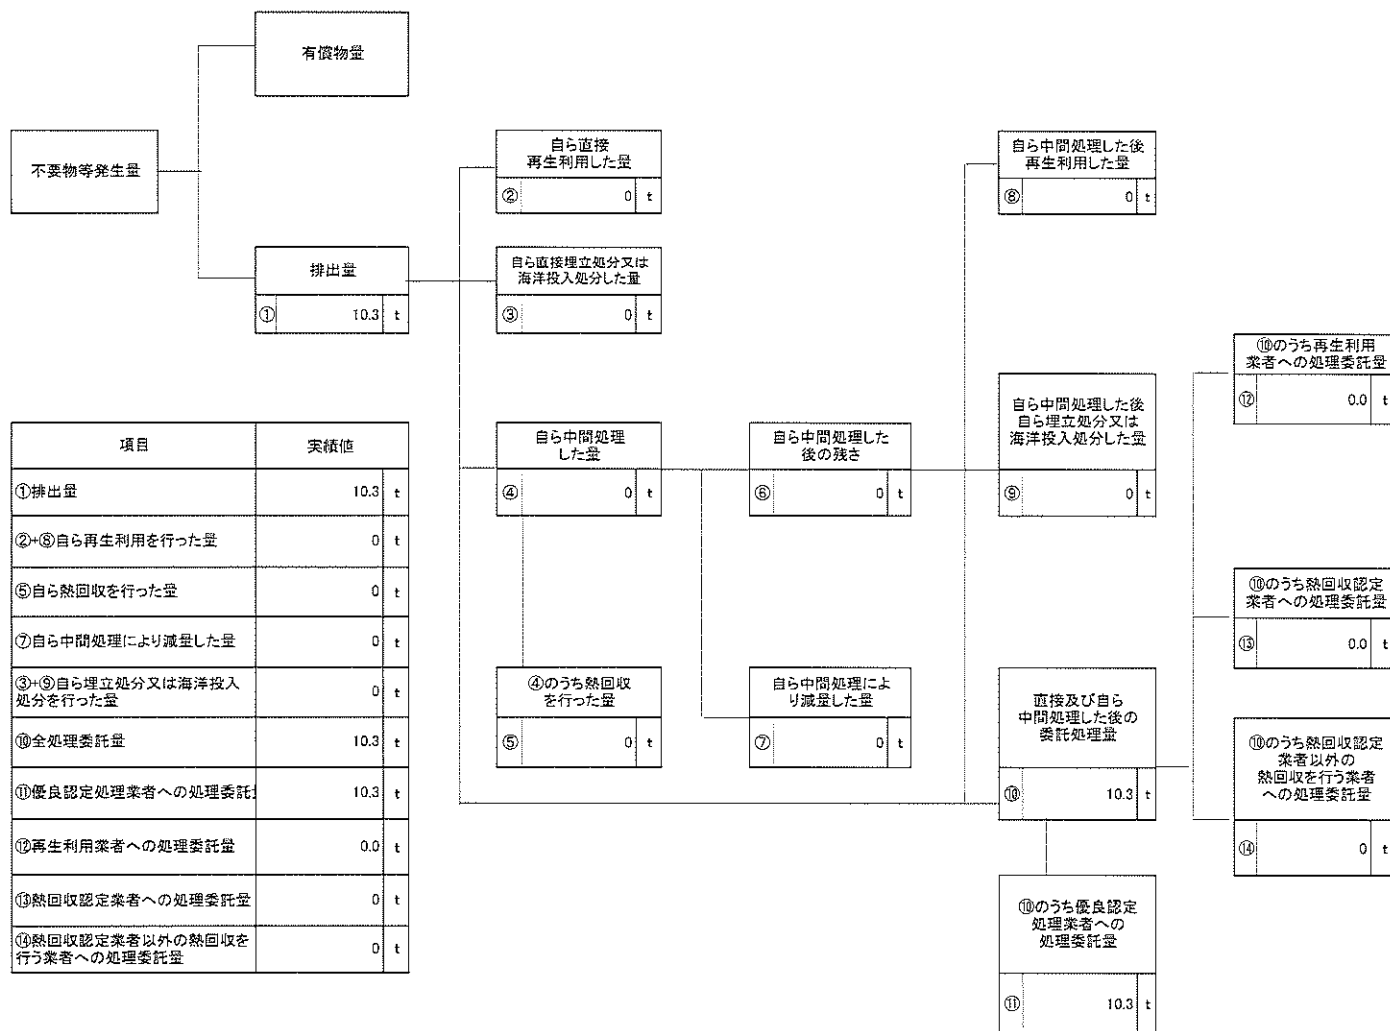 有償物量
不要物等発生量
排出量
① 10.3 t
自ら直接
再生利用した量
② 0 t
自ら直接埋立処分又は
海洋投入処分した量
③ 0 t
自ら中間処理
した量
④ 0 t
④のうち熱回収
を行った量
⑤ 0 t
自ら中間処理した
後の残さ
⑥ 0 t
自ら中間処理によ
り減量した量
⑦ 0 t
自ら中間処理した後
再生利用した量
⑧ 0 t
自ら中間処理した後
自ら埋立処分又は
海洋投入処分した量
⑨ 0 t
直接及び自ら
中間処理した後の
委託処理量
⑩ 10.3 t
⑩のうち優良認定
処理業者への
処理委託量
⑪ 10.3 t
⑩のうち再生利用
業者への処理委託量
⑫ 0.0 t
⑩のうち熱回収認定
業者への処理委託量
⑬ 0.0 t
⑩のうち熱回収認定
業者以外の
熱回収を行う業者
への処理委託量
⑭ 0 t
項目 実績値
①排出量 10.3 t
②+⑧自ら再生利用を行った量 0 t
⑤自ら熱回収を行った量 0 t
⑦自ら中間処理により減量した量 0 t
③+⑨自ら埋立処分又は海洋投入
処分を行った量 0 t
⑩全処理委託量 10.3 t
⑪優良認定処理業者への処理委託 10.3 t
⑫再生利用業者への処理委託量 0.0 t
⑬熱回収認定業者への処理委託量 0 t
⑭熱回収認定業者以外の熱回収を
行う業者への処理委託量 0 t